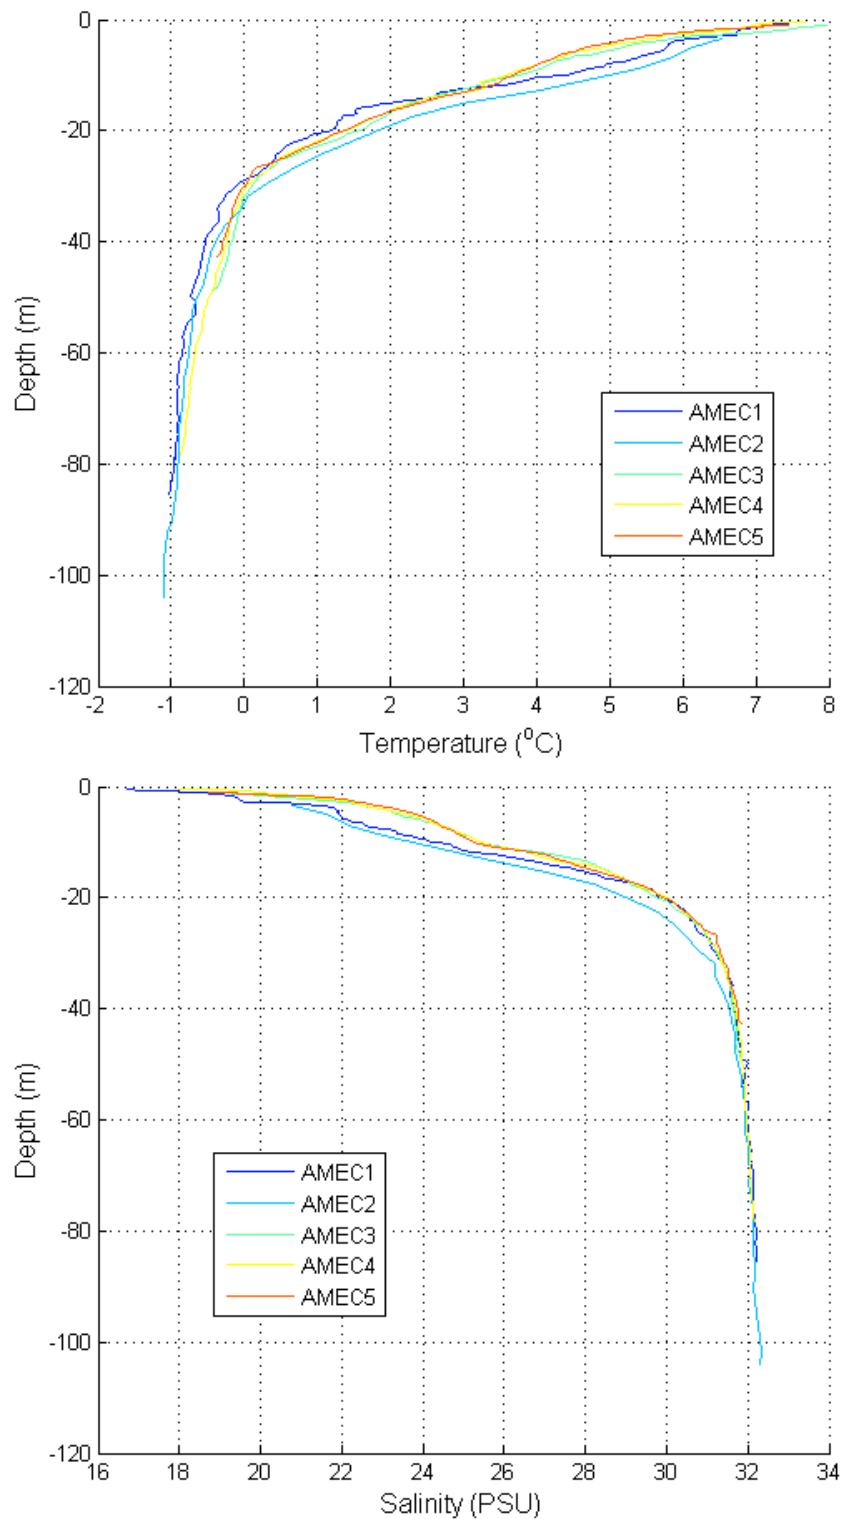 0
-20
-40
-60
-80
-100
-120
Depth (m)
AMEC1
AMEC2
AMEC3
AMEC4
AMEC5
-2 -1 0 1 2 3 4 5 6 7 8
Temperature (⁰C)
0
-20
-40
-60
-80
-100
-120
Depth (m)
AMEC1
AMEC2
AMEC3
AMEC4
AMEC5
16 18 20 22 24 26 28 30 32 34
Salinity (PSU)